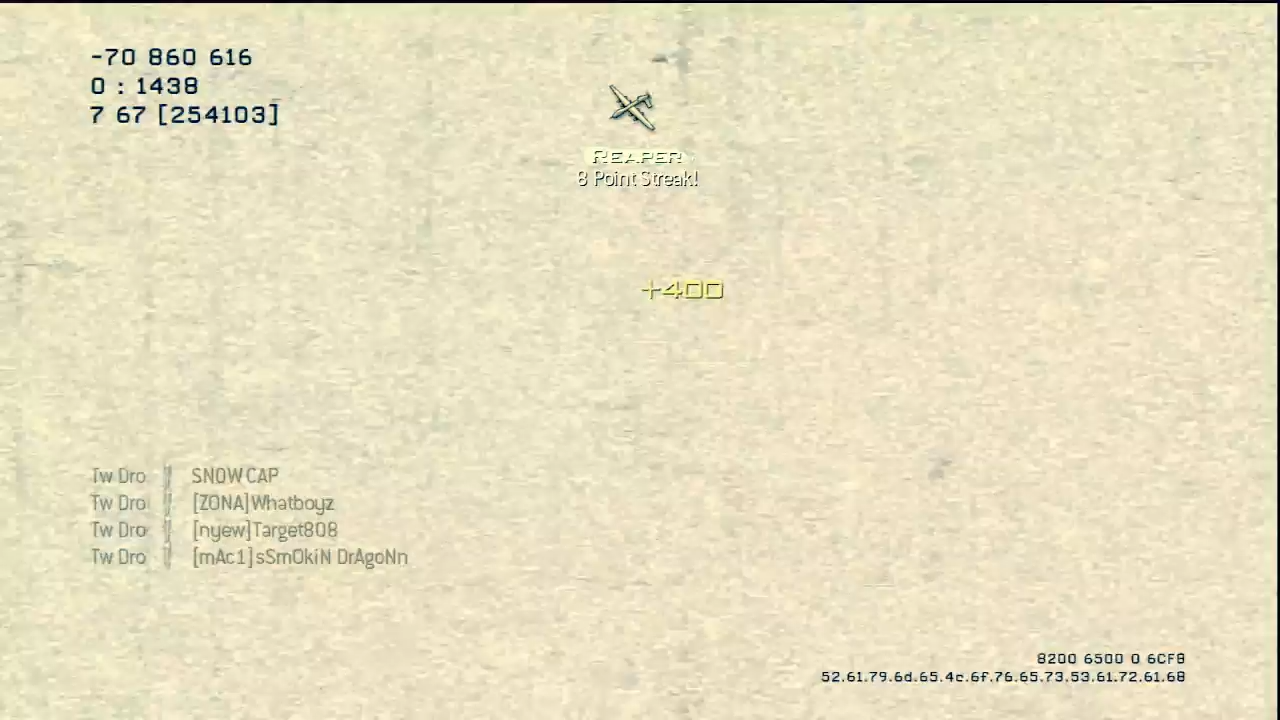 -70 860 616
0 : 1438
7 67 [254103]
REAPER
8 Point Streak!
+400
Tw Dro SNOW CAP
Tw Dro [ZONA]Whatboyz
Tw Dro [nyew]Target808
Tw Dro [mAc1]sSmOkiN DrAgoNn
8200 6500 0 6CF8
52.61.79.6d.65.4c.6f.76.65.73.53.61.72.61.68